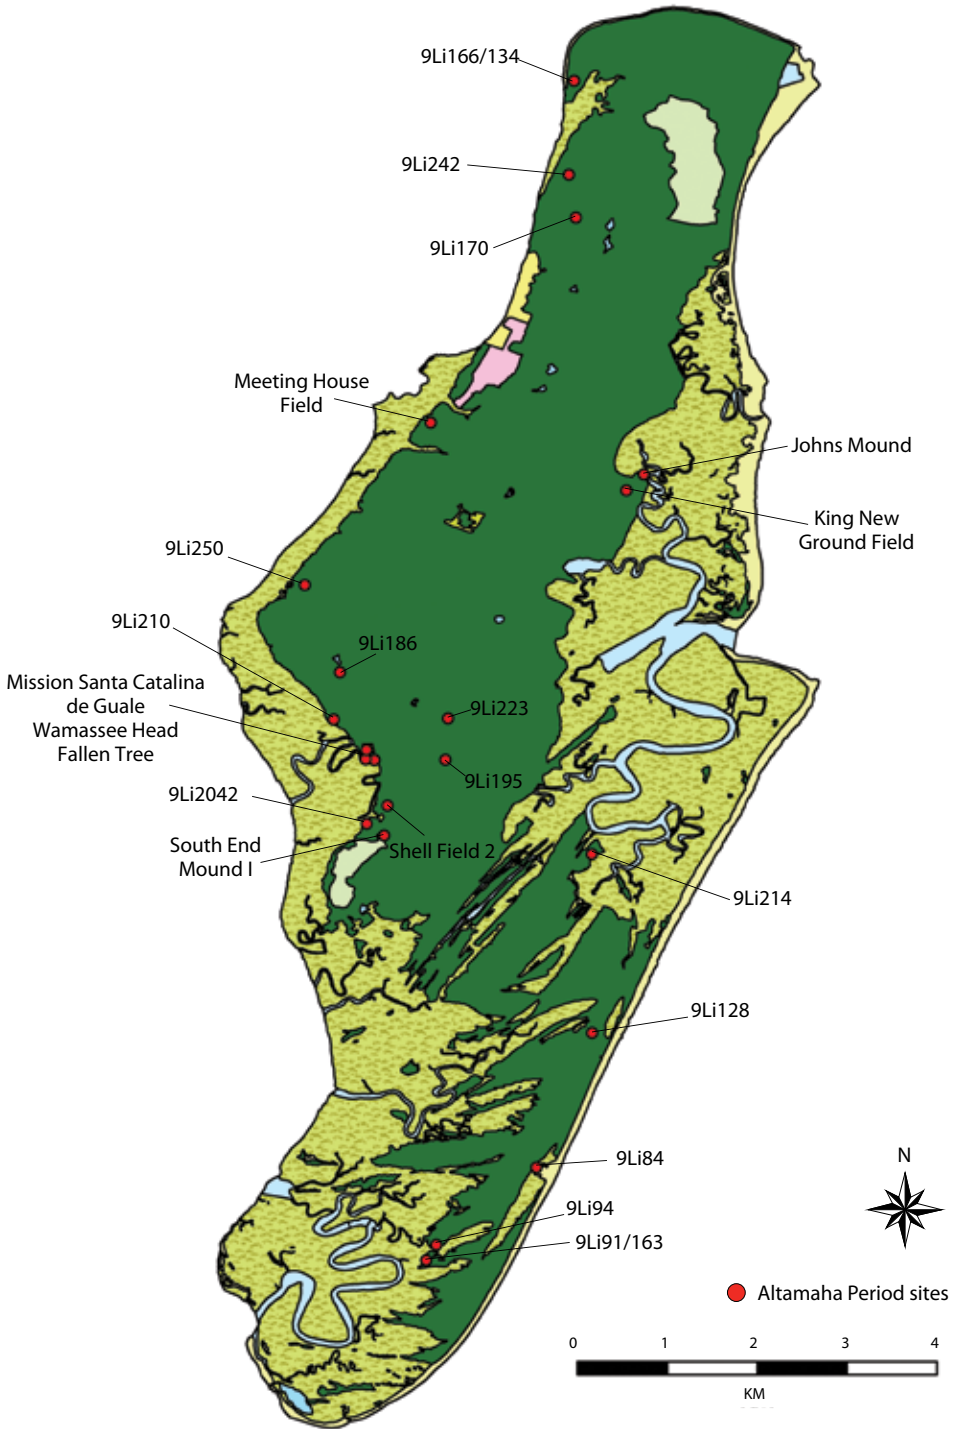 9Li166/134
9Li242
9Li170
Meeting House
Field
Johns Mound
King New
Ground Field
9Li250
9Li210
9Li186
Mission Santa Catalina
de Guale
Wamassee Head
Fallen Tree
9Li223
9Li195
9Li2042
South End
Mound I
Shell Field 2
9Li214
9Li128
9Li84
N
9Li94
9Li91/163
Altamaha Period sites
0 1 2 3 4
KM